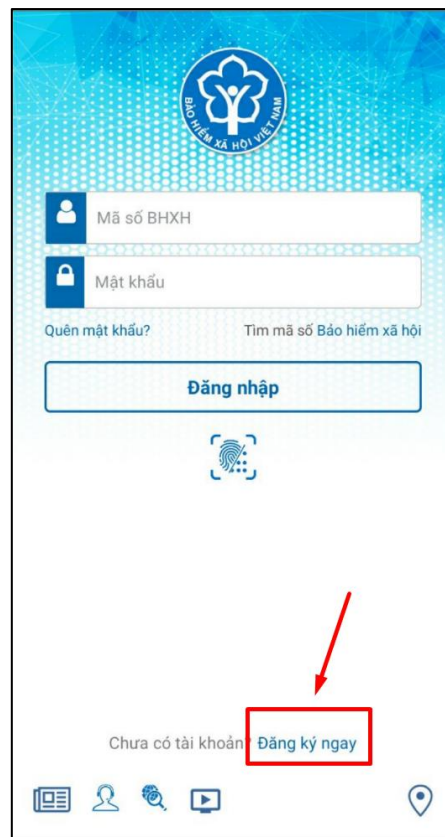 BẢO HIỂM XÃ HỘI VIỆT NAM
Mã số BHXH
Mật khẩu
Quên mật khẩu? Tìm mã số Bảo hiểm xã hội
Đăng nhập
Chưa có tài khoản? Đăng ký ngay